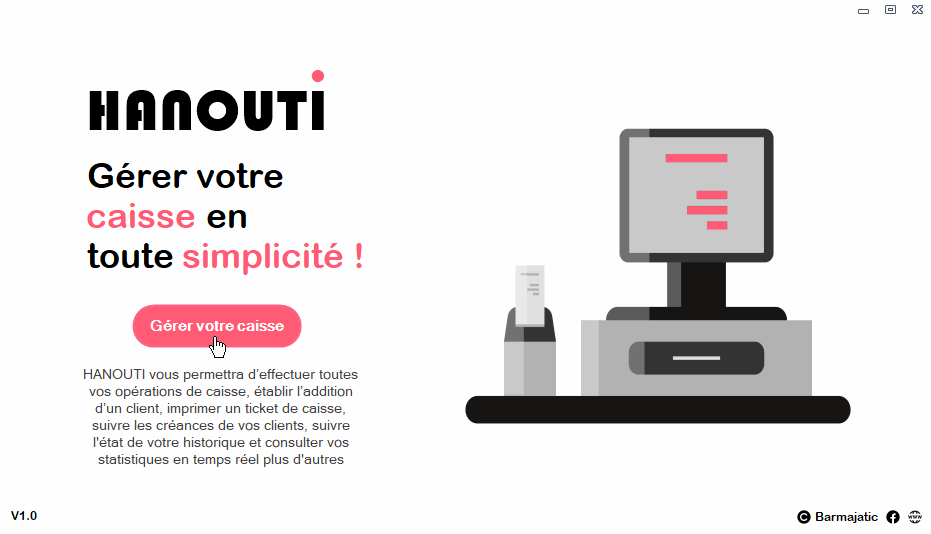 HANOUTI
Gérer votre
caisse en
toute simplicité !
Gérer votre caisse
HANOUTI vous permettra d’effectuer toutes
vos opérations de caisse, établir l’addition
d’un client, imprimer un ticket de caisse,
suivre les créances de vos clients, suivre
l'état de votre historique et consulter vos
statistiques en temps réel plus d'autres
V1.0
© Barmajatic
www